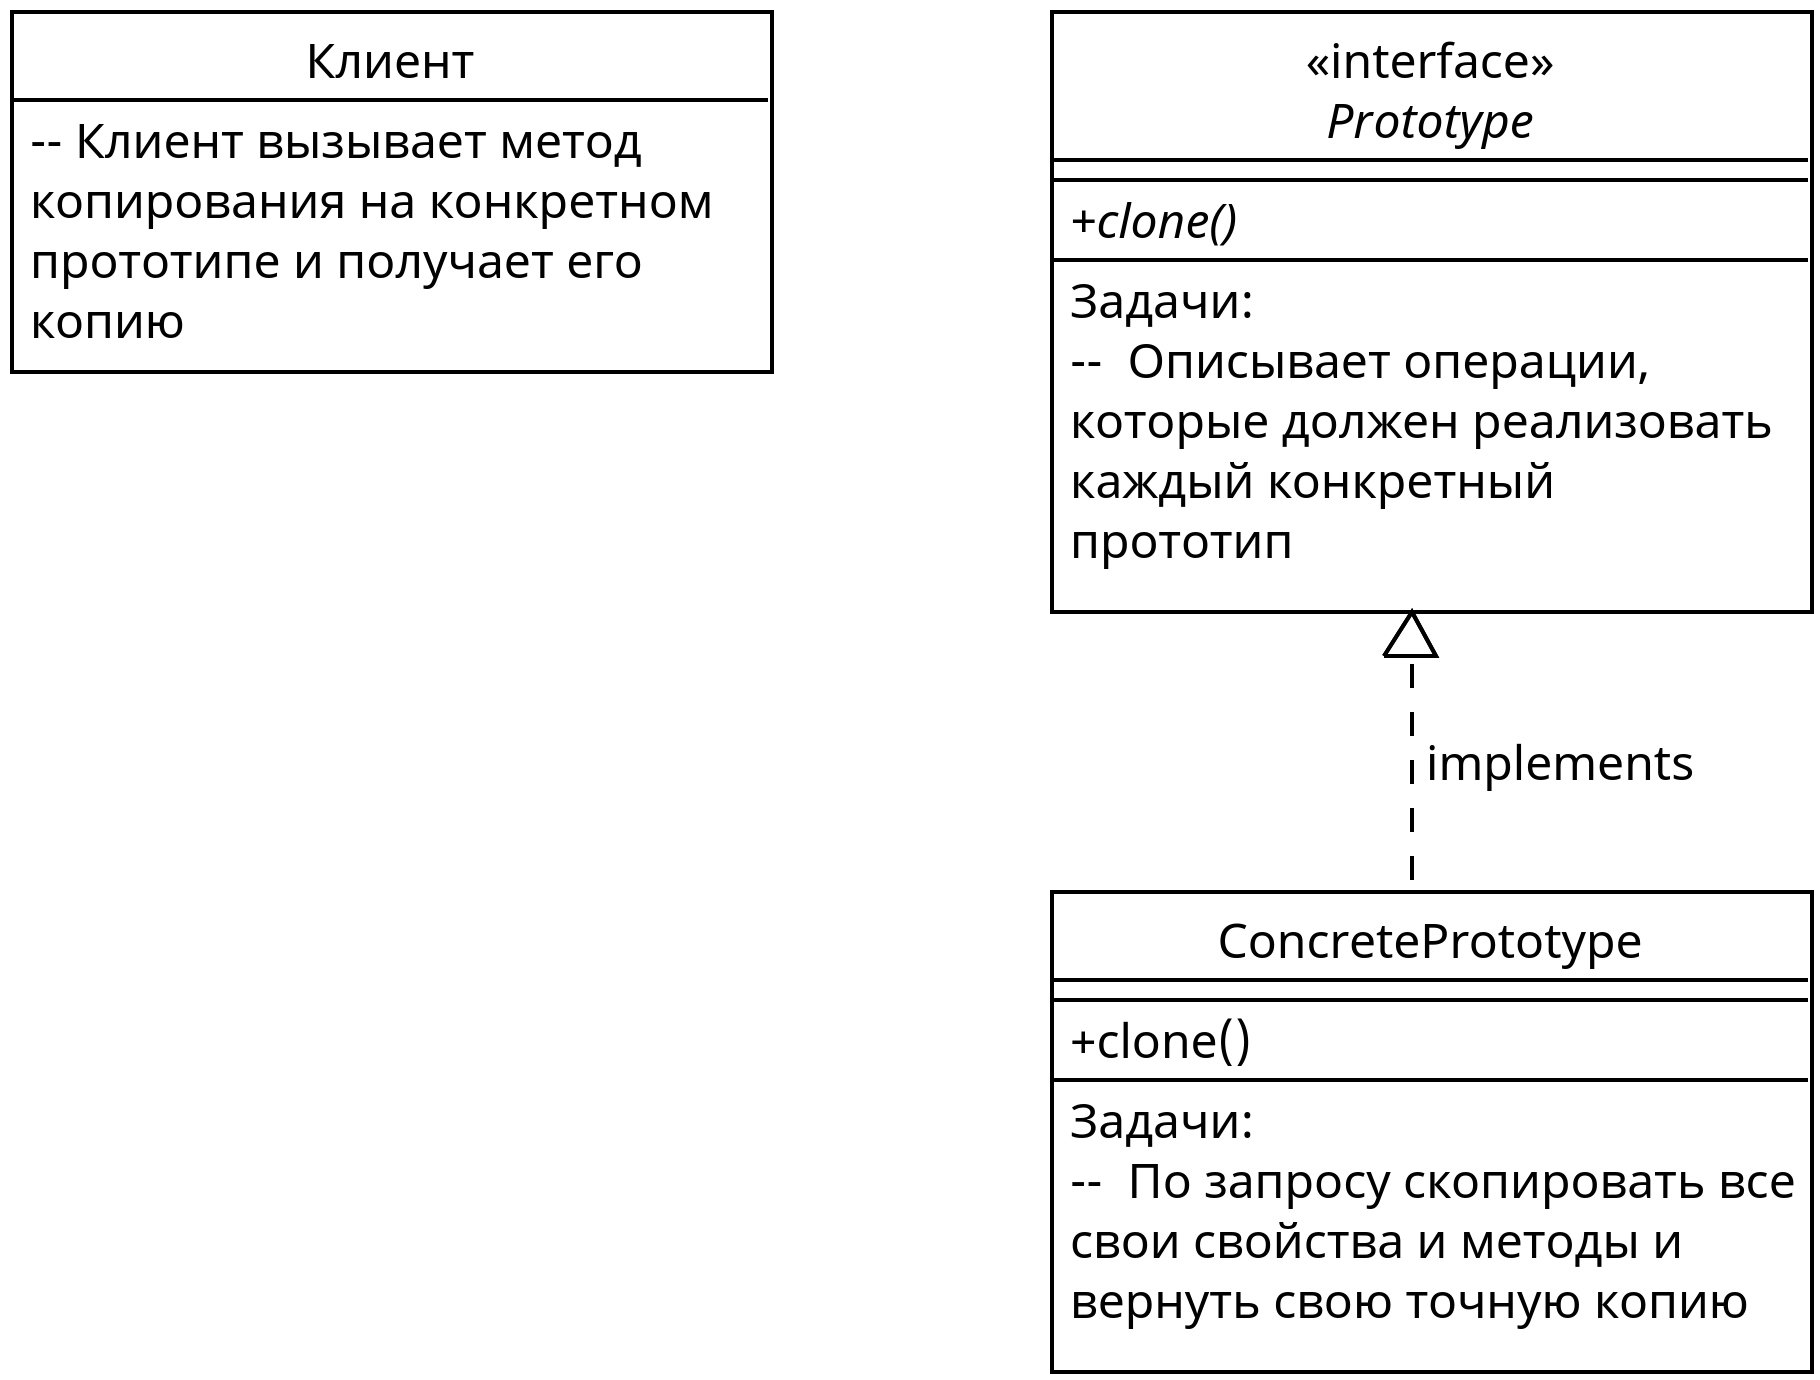 Клиент
-- Клиент вызывает метод
копирования на конкретном
прототипе и получает его
копию
«interface»
Prototype
+clone()
Задачи:
--  Описывает операции,
которые должен реализовать
каждый конкретный
прототип
implements
ConcretePrototype
+clone()
Задачи:
--  По запросу скопировать все
свои свойства и методы и
вернуть свою точную копию